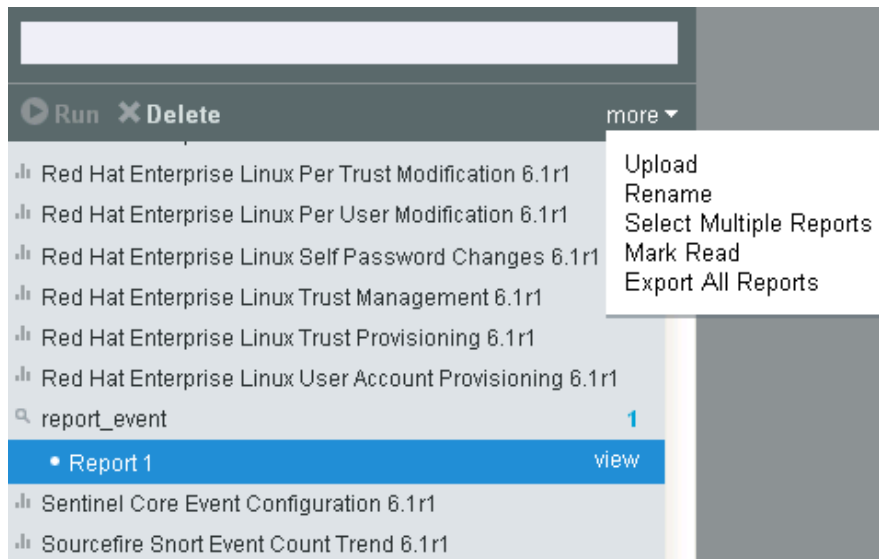 Run Delete more
Upload
Rename
Select Multiple Reports
Mark Read
Export All Reports
Red Hat Enterprise Linux Per Trust Modification 6.1r1
Red Hat Enterprise Linux Per User Modification 6.1r1
Red Hat Enterprise Linux Self Password Changes 6.1r1
Red Hat Enterprise Linux Trust Management 6.1r1
Red Hat Enterprise Linux Trust Provisioning 6.1r1
Red Hat Enterprise Linux User Account Provisioning 6.1r1
report_event 1
Report 1 view
Sentinel Core Event Configuration 6.1r1
Sourcefire Snort Event Count Trend 6.1r1